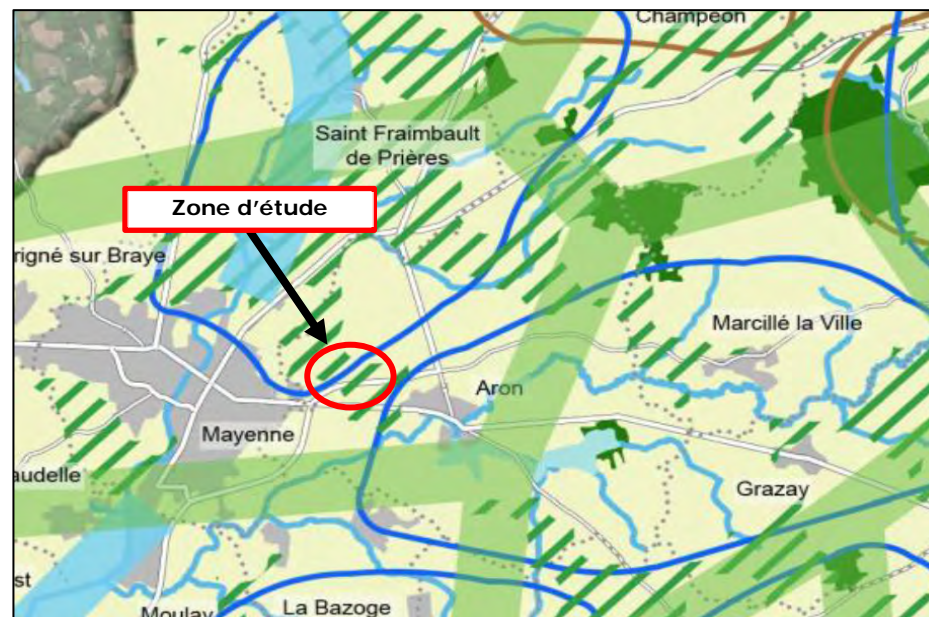 Champéon
Saint Fraimbault
de Prières
Zone d'étude
rigné sur Braye
Marcillé la Ville
Aron
Mayenne
audelle
Grazay
st
La Bazoge
Moulay